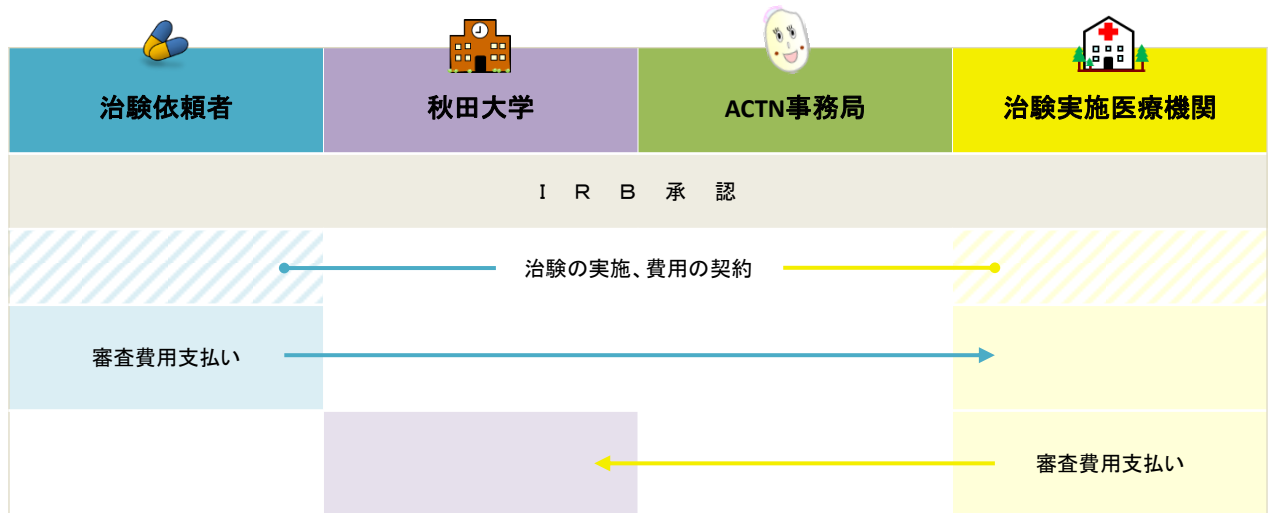 治験依頼者
秋田大学
ACTN事務局
治験実施医療機関
ＩＲＢ承認
治験の実施、費用の契約
審査費用支払い
審査費用支払い